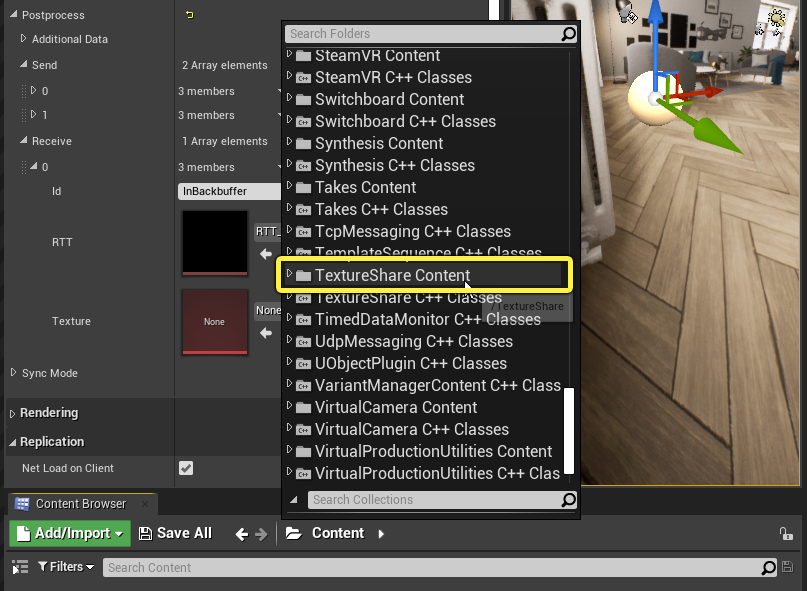 Postprocess
Additional Data
Send
2 Array elements
0
3 members
1
3 members
Receive
1 Array elements
0
3 members
Id
InBackbuffer
RTT
RTT_
Texture
None
None
Sync Mode
Rendering
Replication
Net Load on Client
Search Folders
SteamVR Content
SteamVR C++ Classes
Switchboard Content
Switchboard C++ Classes
Synthesis Content
Synthesis C++ Classes
Takes Content
Takes C++ Classes
TcpMessaging C++ Classes
TemplateSequence C++ Classes
TextureShare Content
TextureShare C++ Classes
/TextureShare
TimedDataMonitor C++ Classes
UdpMessaging C++ Classes
UObjectPlugin C++ Classes
VariantManagerContent C++ Class
VirtualCamera Content
VirtualCamera C++ Classes
VirtualProductionUtilities Content
VirtualProductionUtilities C++ Clas
Search Collections
Content Browser
Add/Import
Save All
Content
Filters
Search Content